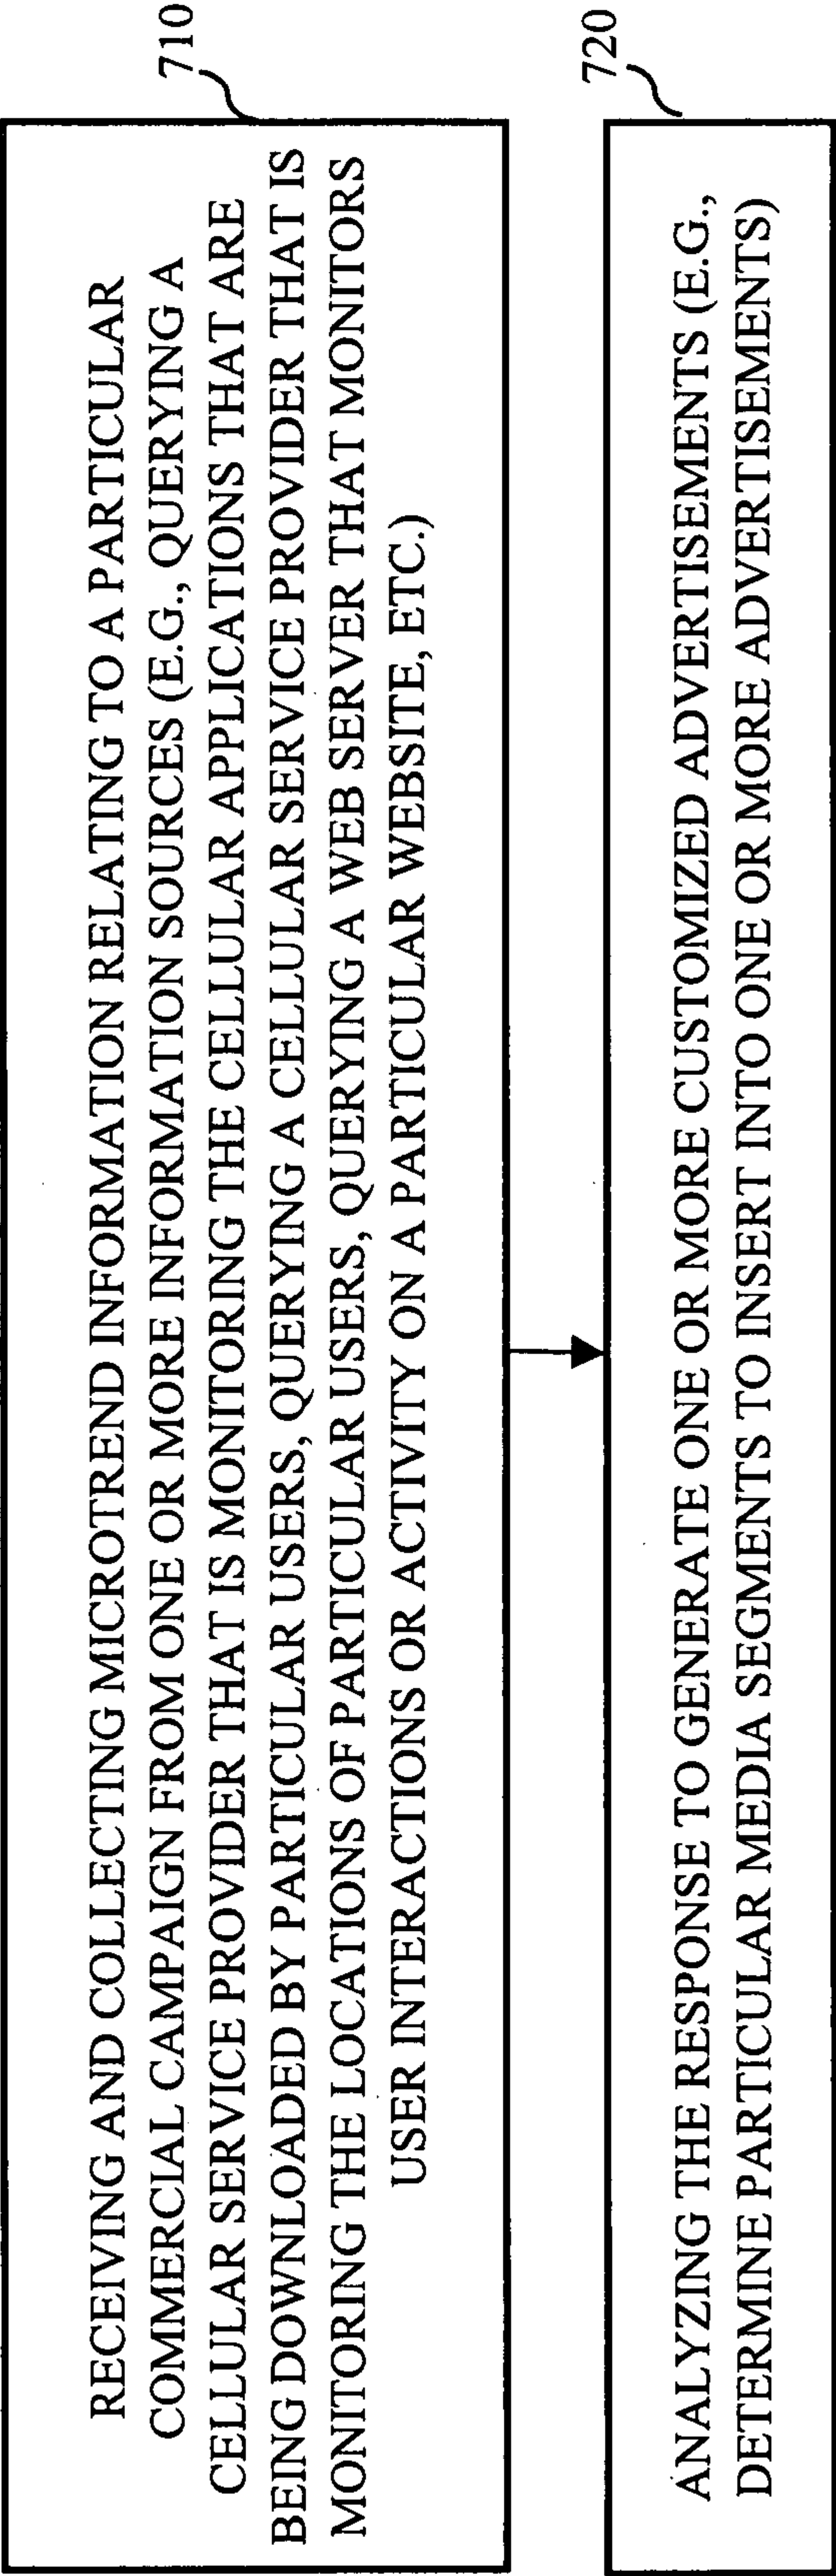 710
RECEIVING AND COLLECTING MICROTREND INFORMATION RELATING TO A PARTICULAR
COMMERCIAL CAMPAIGN FROM ONE OR MORE INFORMATION SOURCES (E.G., QUERYING A
CELLULAR SERVICE PROVIDER THAT IS MONITORING THE CELLULAR APPLICATIONS THAT ARE
BEING DOWNLOADED BY PARTICULAR USERS, QUERYING A CELLULAR SERVICE PROVIDER THAT IS
MONITORING THE LOCATIONS OF PARTICULAR USERS, QUERYING A WEB SERVER THAT MONITORS
USER INTERACTIONS OR ACTIVITY ON A PARTICULAR WEBSITE, ETC.)
720
ANALYZING THE RESPONSE TO GENERATE ONE OR MORE CUSTOMIZED ADVERTISEMENTS (E.G.,
DETERMINE PARTICULAR MEDIA SEGMENTS TO INSERT INTO ONE OR MORE ADVERTISEMENTS)